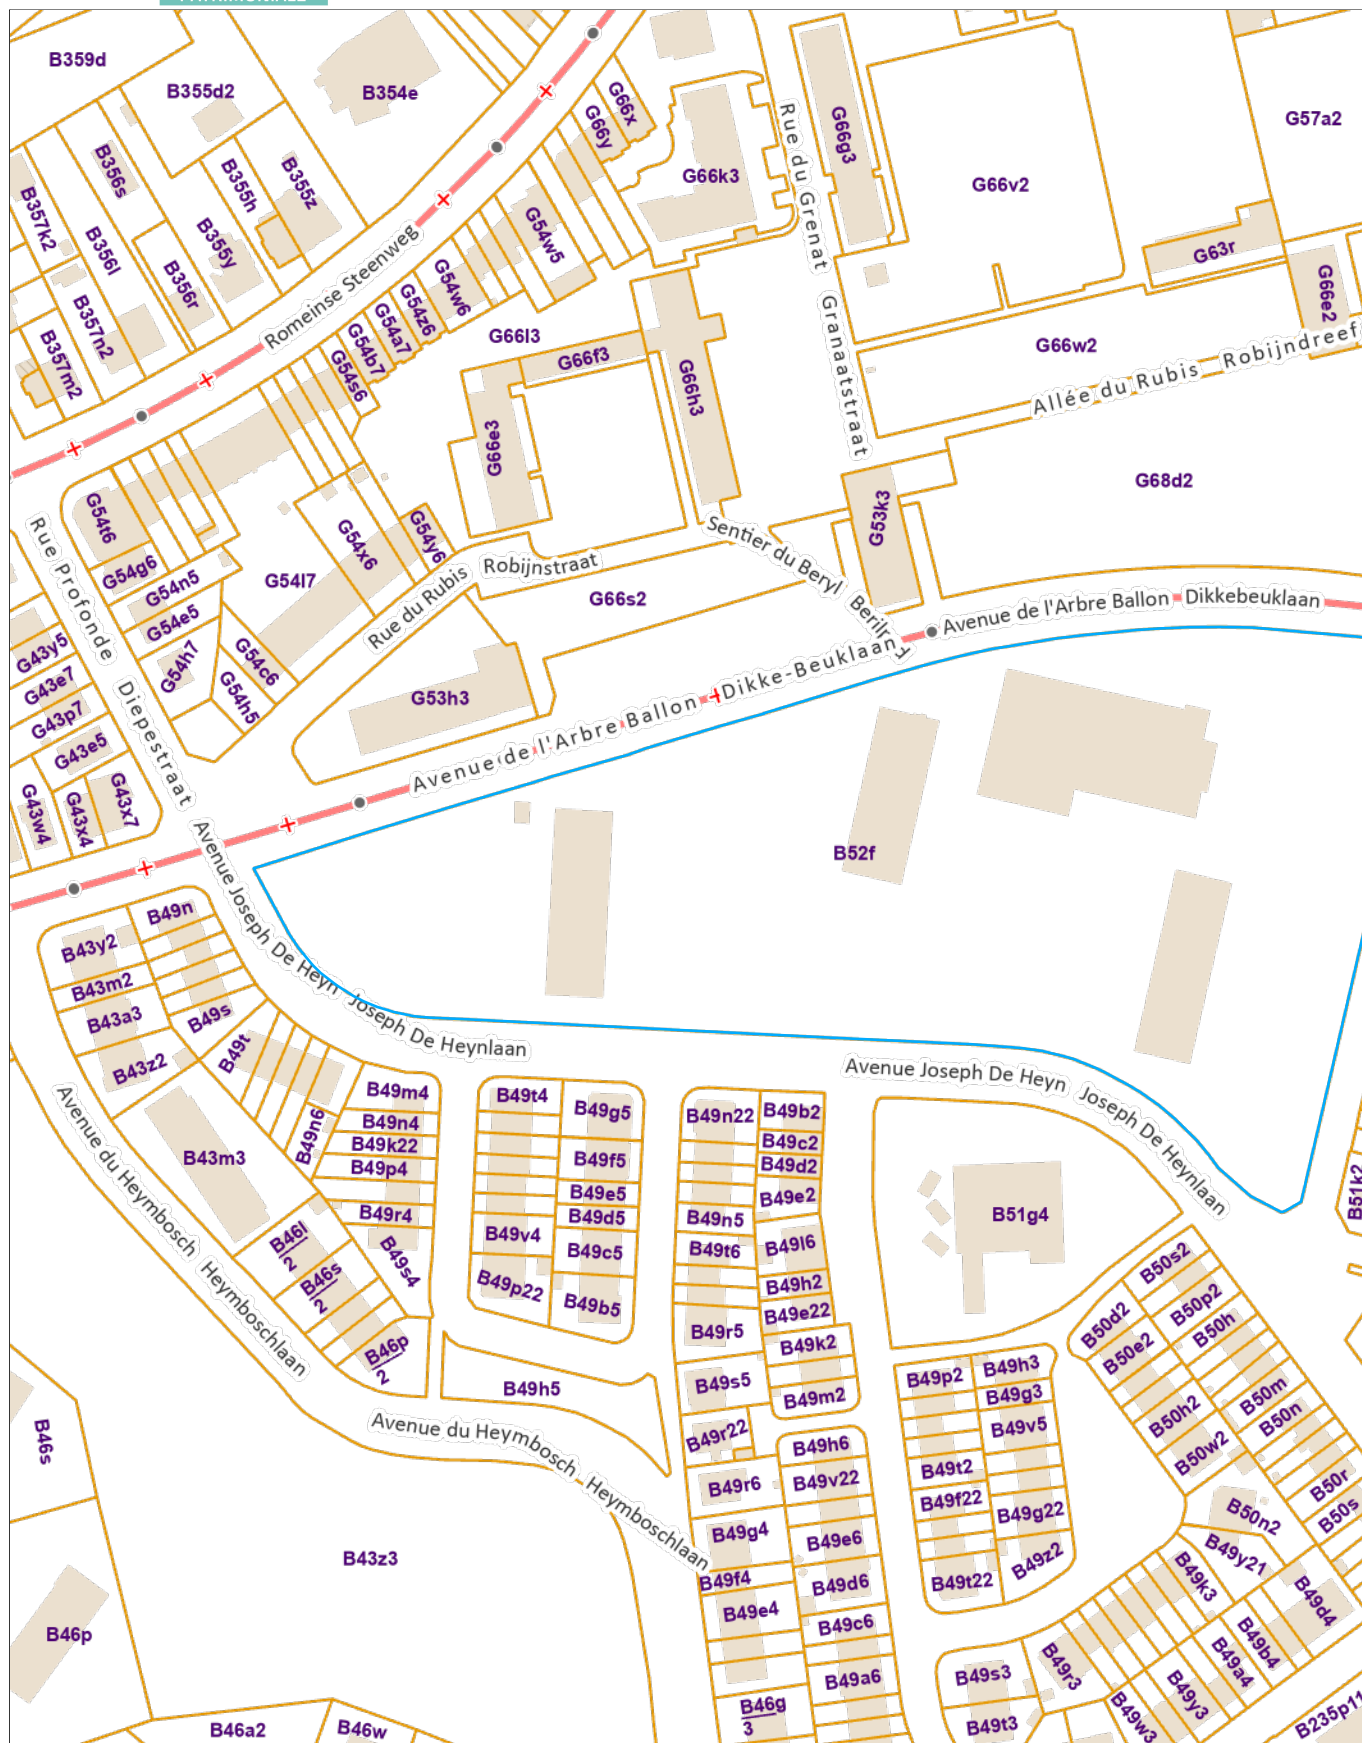 B359d
B355d2
B354e
G66x
G66y
G57a2
B356s
B355h
B355z
G66k3
Rue du Grenat Granaatstraat
G66g3
G66v2
B357k2
B356l
B355y
B356r
G54w5
G63r
G66e2
Romeinse Steenweg
G54w6
G54z6
G54a7
G54b7
G54s6
B357n2
B357m2
G66l3
G66f3
G66h3
G66w2
Allée du Rubis Robijndreef
G66e3
G68d2
G54t6
G54g6
G54n5
G54e5
G54h7
G54l7
G54x6
G54y6
G53k3
Rue du Rubis Robijnstraat
Sentier du Beryl Berilr
G66s2
Rue Profonde Diepestraat
G54c6
G54h5
G53h3
G43y5
G43e7
G43p7
G43e5
G43w4
G43x4
G43x7
Avenue de l'Arbre Ballon Dikkebeuklaan
Avenue de l'Arbre Ballon Dikke-Beuklaan
B52f
Avenue Joseph De Heyn Joseph De Heynlaan
B49n
B43y2
B43m2
B43a3
B43z2
B49s
B49t
B49n6
B43m3
B49m4
B49n4
B49k22
B49p4
B49r4
B49s4
B49t4
B49g5
B49f5
B49e5
B49d5
B49v4
B49c5
B49p22
B49b5
Avenue Joseph De Heyn Joseph De Heynlaan
B49n22
B49b2
B49c2
B49d2
B49e2
B49n5
B49t6
B49l6
B49h2
B49e22
B49r5
B49k2
B49s5
B49m2
B51g4
B51k2
Avenue du Heymbosch Heymboschlaan
B46l
2
B46s
2
B46p
2
B49h5
Avenue du Heymbosch Heymboschlaan
B50s2
B50p2
B50d2
B50e2
B50h
B50h2
B50m
B50n
B50w2
B50r
B50s
B50n2
B49p2
B49h3
B49g3
B49v5
B49t2
B49f22
B49g22
B49t22
B49z2
B49r22
B49h6
B49r6
B49v22
B49g4
B49e6
B49f4
B49d6
B49e4
B49c6
B49a6
B46g
3
B46s
B46p
B43z3
B46a2
B46w
B49y21
B49k3
B49d4
B49b4
B49a4
B49y3
B49w3
B49r3
B49s3
B49t3
B235p11